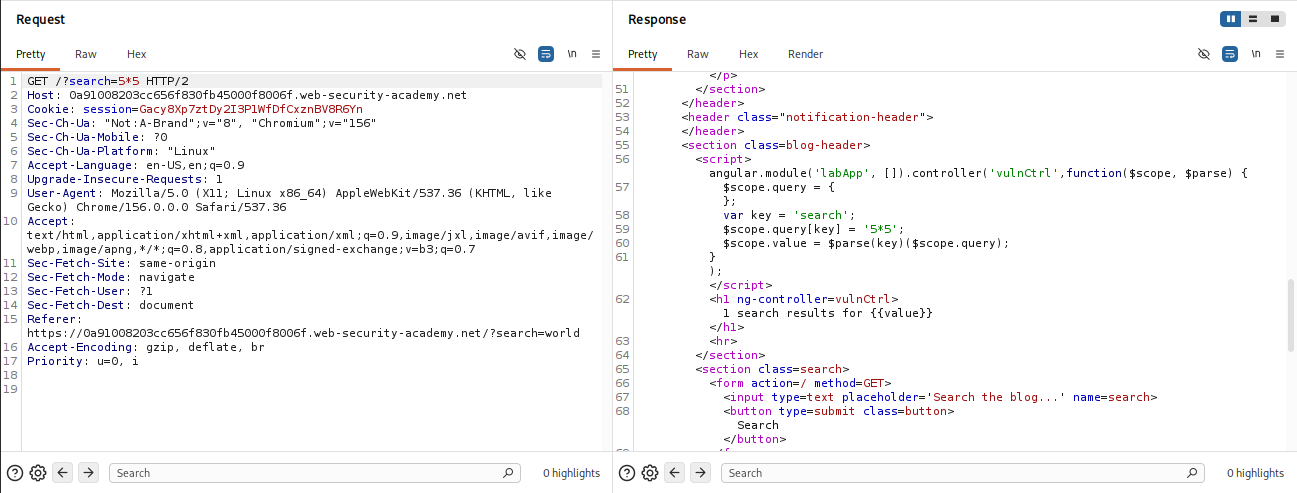 Request
Pretty Raw Hex \n
1 GET /?search=5*5 HTTP/2
2 Host: 0a91008203cc656f830fb45000f8006f.web-security-academy.net
3 Cookie: session=Gacy8Xp7ztDy2I3P1WfDfCxznBV8R6Yn
4 Sec-Ch-Ua: "Not:A-Brand";v="8", "Chromium";v="156"
5 Sec-Ch-Ua-Mobile: ?0
6 Sec-Ch-Ua-Platform: "Linux"
7 Accept-Language: en-US,en;q=0.9
8 Upgrade-Insecure-Requests: 1
9 User-Agent: Mozilla/5.0 (X11; Linux x86_64) AppleWebKit/537.36 (KHTML, like
Gecko) Chrome/156.0.0.0 Safari/537.36
10 Accept:
text/html,application/xhtml+xml,application/xml;q=0.9,image/jxl,image/avif,image/
webp,image/apng,*/*;q=0.8,application/signed-exchange;v=b3;q=0.7
11 Sec-Fetch-Site: same-origin
12 Sec-Fetch-Mode: navigate
13 Sec-Fetch-User: ?1
14 Sec-Fetch-Dest: document
15 Referer:
https://0a91008203cc656f830fb45000f8006f.web-security-academy.net/?search=world
16 Accept-Encoding: gzip, deflate, br
17 Priority: u=0, i
18
19
Search
0 highlights
Response
Pretty Raw Hex Render \n
</p>
51 </section>
52 </header>
53 <header class="notification-header">
54 </header>
55 <section class=blog-header>
56 <script>
angular.module('labApp', []).controller('vulnCtrl',function($scope, $parse) {
57 $scope.query = {
};
58 var key = 'search';
59 $scope.query[key] = '5*5';
60 $scope.value = $parse(key)($scope.query);
61 }
);
</script>
62 <h1 ng-controller=vulnCtrl>
1 search results for {{value}}
</h1>
63 <hr>
64 </section>
65 <section class=search>
66 <form action=/ method=GET>
67 <input type=text placeholder='Search the blog...' name=search>
68 <button type=submit class=button>
Search
</button>
Search
0 highlights